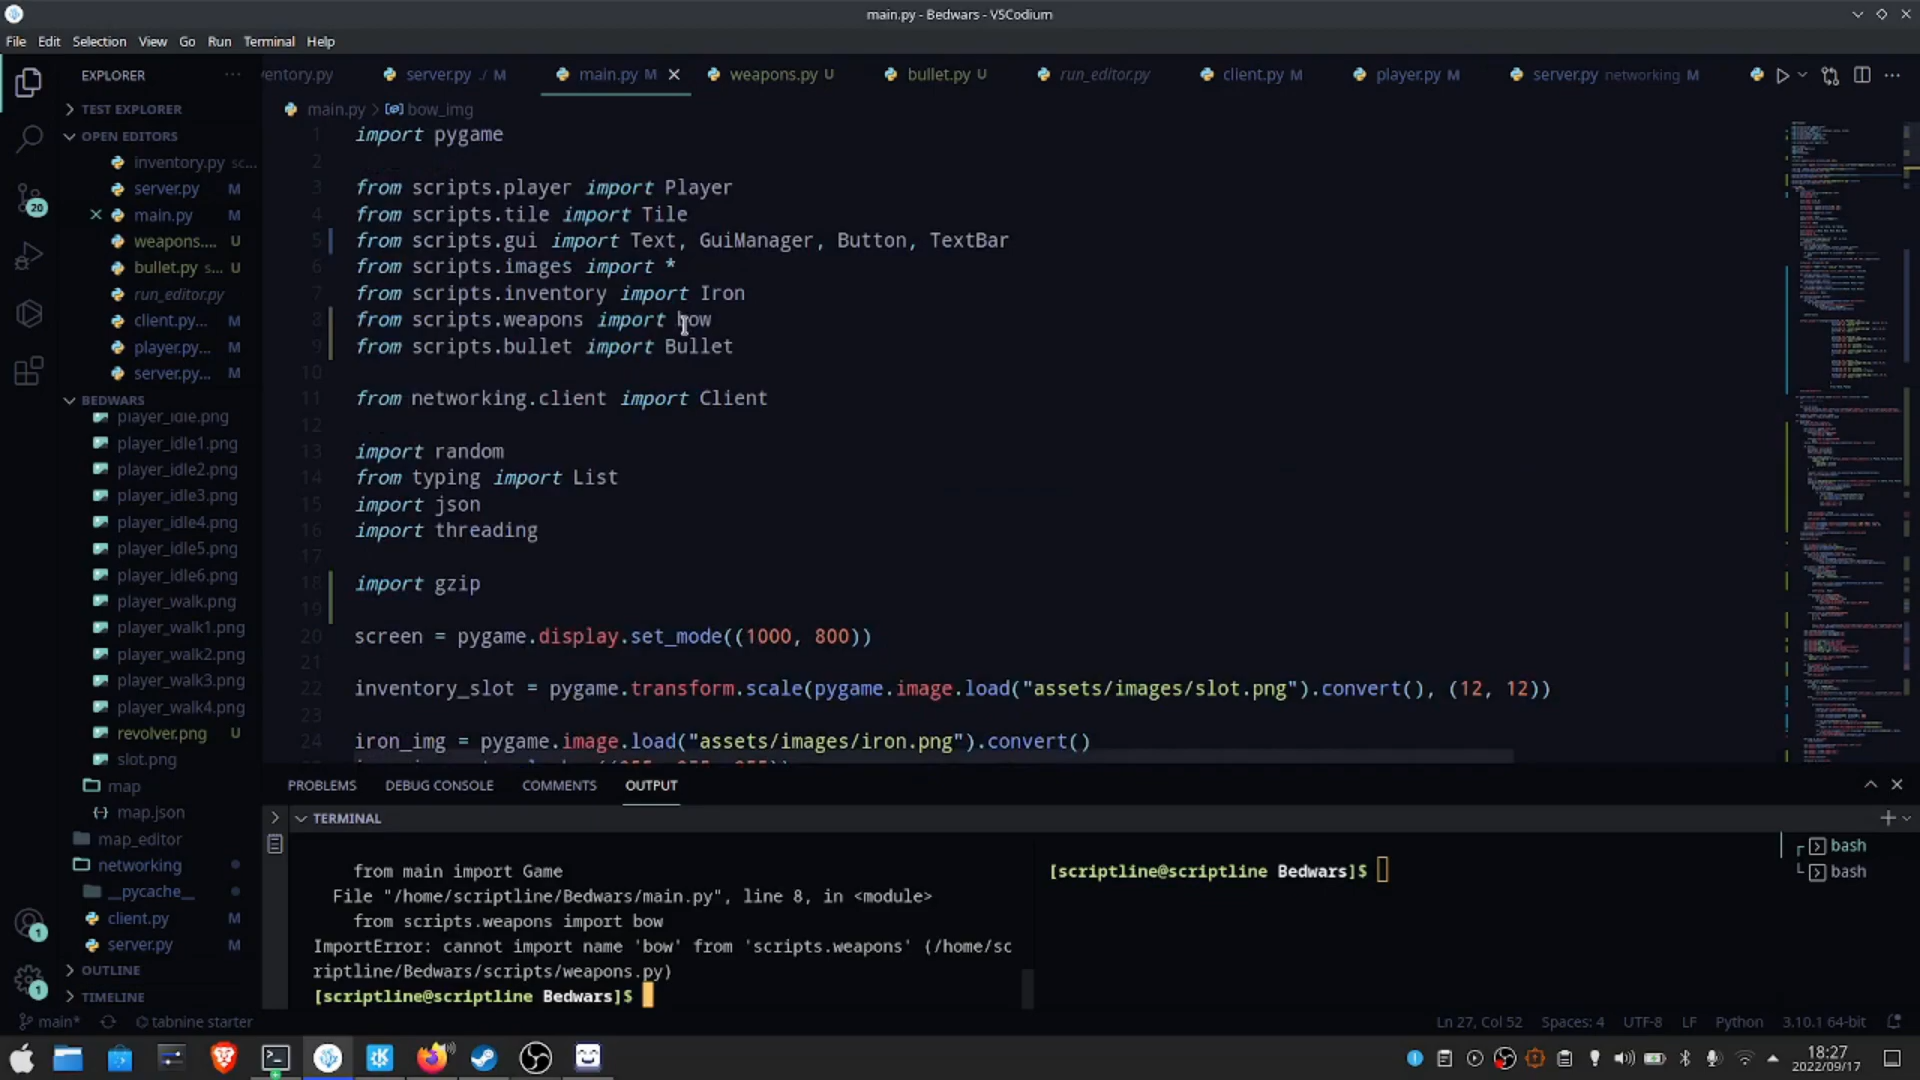 main.py - Bedwars - VSCodium
File Edit Selection View Go Run Terminal Help
EXPLORER
TEST EXPLORER
OPEN EDITORS
inventory.py sc...
server.py M
main.py M
weapons.... U
bullet.py s... U
run_editor.py
client.py... M
player.py... M
server.py... M
BEDWARS
player_idle.png
player_idle1.png
player_idle2.png
player_idle3.png
player_idle4.png
player_idle5.png
player_idle6.png
player_walk.png
player_walk1.png
player_walk2.png
player_walk3.png
player_walk4.png
revolver.png U
slot.png
map
map.json
map_editor
networking
__pycache__
client.py M
server.py M
OUTLINE
TIMELINE
20
1
1
ventory.py server.py ./ M main.py M weapons.py U bullet.py U run_editor.py client.py M player.py M server.py networking M
main.py > bow_img
1 import pygame
2
3 from scripts.player import Player
4 from scripts.tile import Tile
5 from scripts.gui import Text, GuiManager, Button, TextBar
6 from scripts.images import *
7 from scripts.inventory import Iron
8 from scripts.weapons import bow
9 from scripts.bullet import Bullet
10
11 from networking.client import Client
12
13 import random
14 from typing import List
15 import json
16 import threading
17
18 import gzip
19
20 screen = pygame.display.set_mode((1000, 800))
21
22 inventory_slot = pygame.transform.scale(pygame.image.load("assets/images/slot.png").convert(), (12, 12))
23
24 iron_img = pygame.image.load("assets/images/iron.png").convert()
PROBLEMS DEBUG CONSOLE COMMENTS OUTPUT
TERMINAL
from main import Game
File "/home/scriptline/Bedwars/main.py", line 8, in <module>
from scripts.weapons import bow
ImportError: cannot import name 'bow' from 'scripts.weapons' (/home/sc
riptline/Bedwars/scripts/weapons.py)
[scriptline@scriptline Bedwars]$
[scriptline@scriptline Bedwars]$
bash
bash
main* tabnine starter
Ln 27, Col 52 Spaces: 4 UTF-8 LF Python 3.10.1 64-bit
18:27
2022/09/17